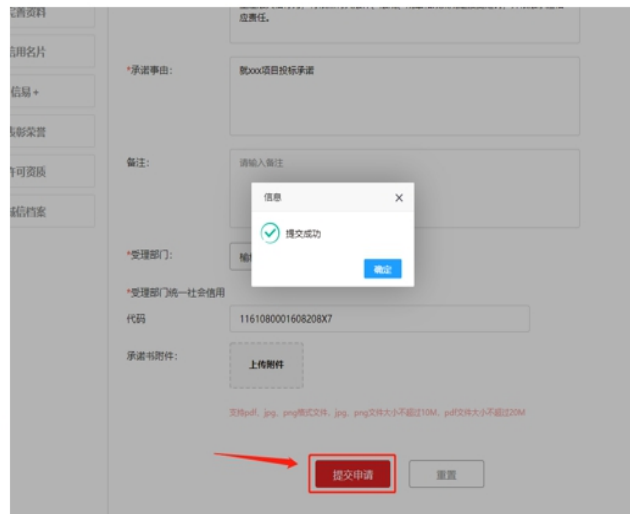 完善资料
应责任。
信用名片
*承诺事由：
就xxx项目投标承诺
信易+
表彰荣誉
备注：
请输入备注
许可资质
信息
X
诚信档案
提交成功
*受理部门：
榆
确定
*受理部门统一社会信用
代码
1161080001608208X7
承诺书附件：
上传附件
支持pdf，jpg，png格式文件，jpg，png文件大小不超过10M，pdf文件大小不超过20M
提交申请
重置